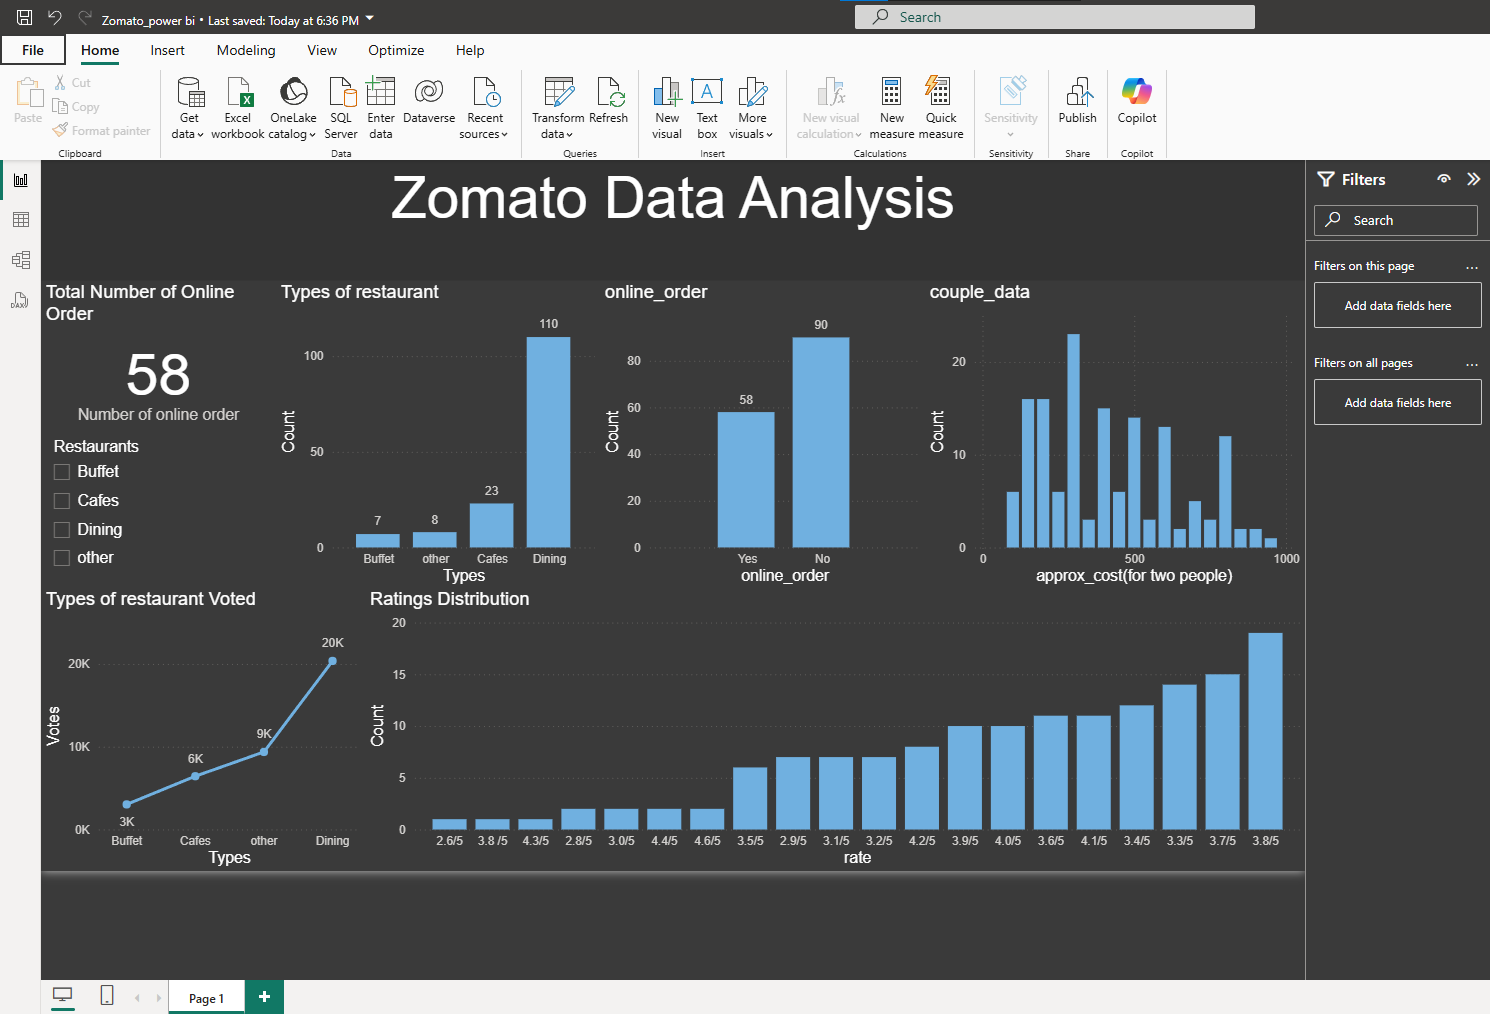 Zomato_power bi • Last saved: Today at 6:36 PM
Search
File Home Insert Modeling View Optimize Help
Paste
Cut
Copy
Format painter
Clipboard
Get data
Excel workbook
OneLake catalog
SQL Server
Enter data
Dataverse
Recent sources
Data
Transform data
Refresh
Queries
New visual
Text box
More visuals
Insert
New visual calculation
New measure
Quick measure
Calculations
Sensitivity
Sensitivity
Publish
Share
Copilot
Copilot
DAX
Zomato Data Analysis
Total Number of Online
Order
58
Number of online order
Restaurants
Buffet
Cafes
Dining
other
Types of restaurant
Count
100
50
0
7
8
23
110
Buffet other Cafes Dining
Types
online_order
Count
80
60
40
20
0
58
90
Yes No
online_order
couple_data
Count
20
10
0
0 500 1000
approx_cost(for two people)
Types of restaurant Voted
Votes
20K
10K
0K
3K
6K
9K
20K
Buffet Cafes other Dining
Types
Ratings Distribution
Count
20
15
10
5
0
2.6/5 3.8 /5 4.3/5 2.8/5 3.0/5 4.4/5 4.6/5 3.5/5 2.9/5 3.1/5 3.2/5 4.2/5 3.9/5 4.0/5 3.6/5 4.1/5 3.4/5 3.3/5 3.7/5 3.8/5
rate
Filters
Search
Filters on this page ...
Add data fields here
Filters on all pages ...
Add data fields here
Page 1